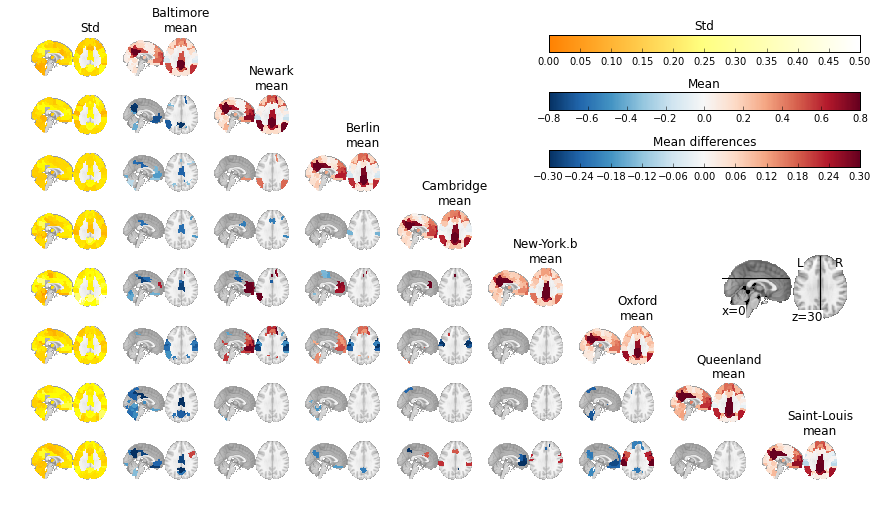 Std
Baltimore
mean
Newark
mean
Berlin
mean
Cambridge
mean
New-York.b
mean
Oxford
mean
Queenland
mean
Saint-Louis
mean
Std
0.00 0.05 0.10 0.15 0.20 0.25 0.30 0.35 0.40 0.45 0.50
Mean
−0.8 −0.6 −0.4 −0.2 0.0 0.2 0.4 0.6 0.8
Mean differences
−0.30 −0.24 −0.18 −0.12 −0.06 0.00 0.06 0.12 0.18 0.24 0.30
L R
x=0 z=30